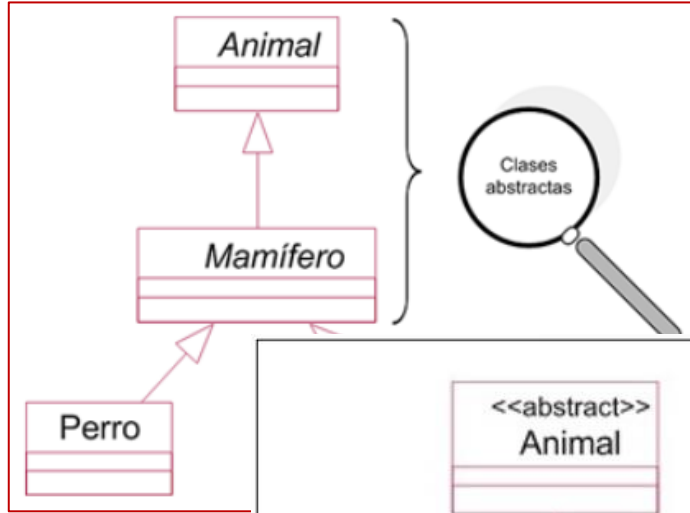 Animal
Clases
abstractas
Mamífero
Perro
<<abstract>>
Animal